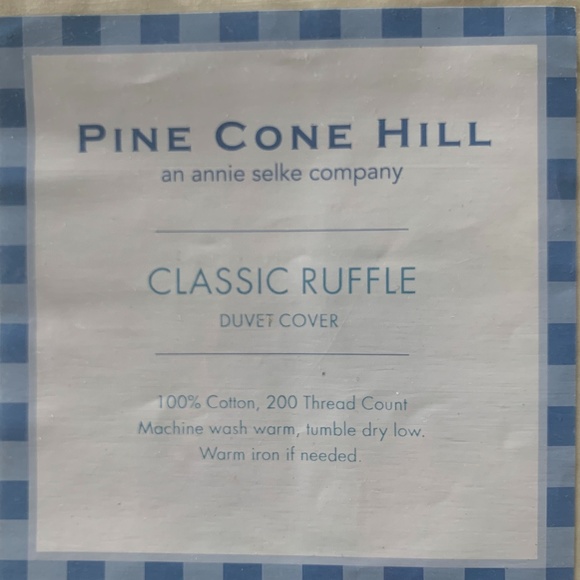 PINE CONE HILL
an annie selke company
CLASSIC RUFFLE
DUVET COVER
100% Cotton, 200 Thread Count
Machine wash warm, tumble dry low.
Warm iron if needed.